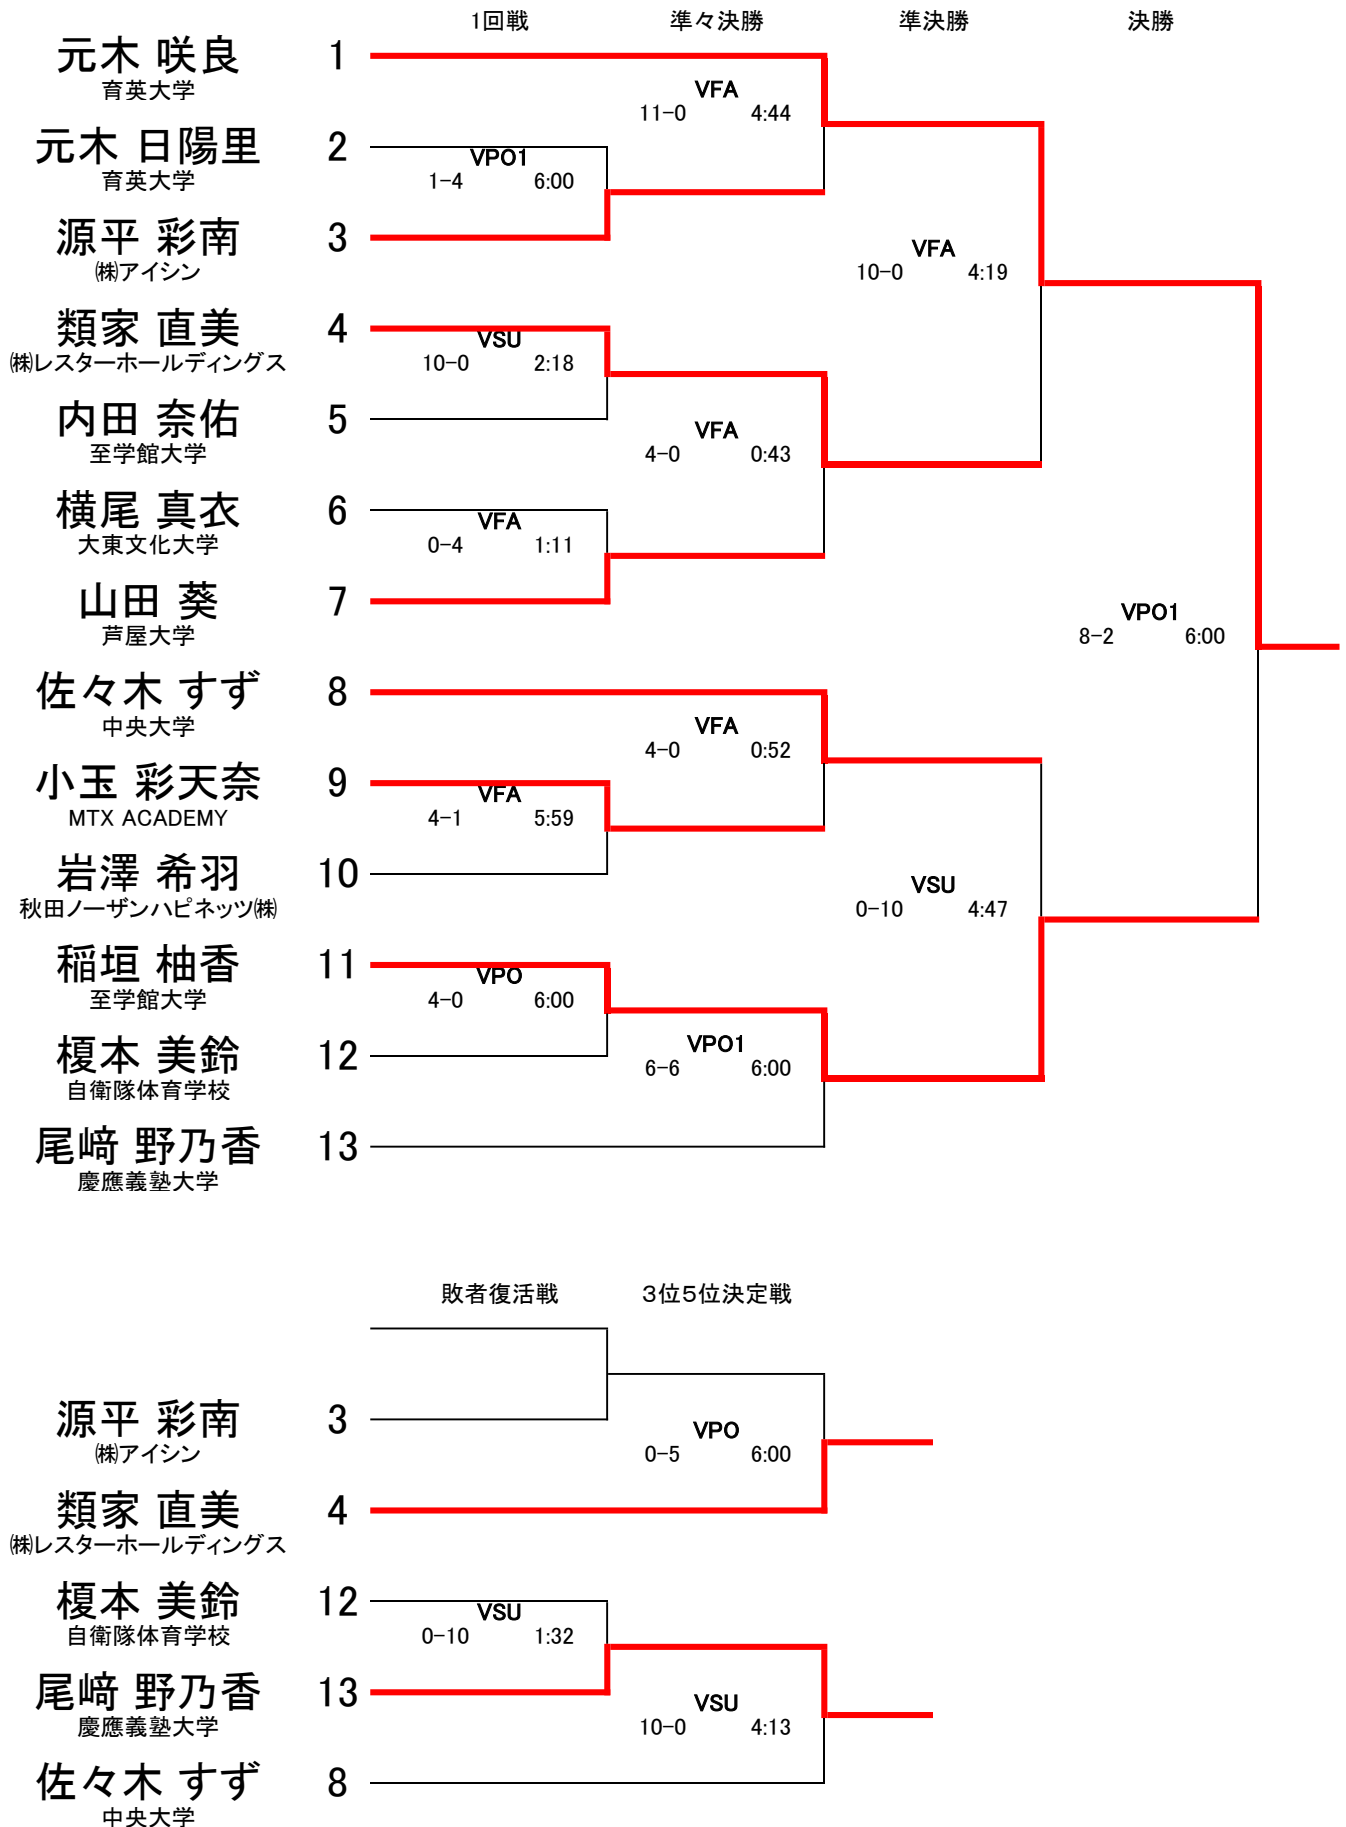 1回戦 準々決勝 準決勝 決勝
元木 咲良 1
育英大学
VFA
11-0 4:44
元木 日陽里 2
育英大学
VPO1
1-4 6:00
源平 彩南 3
㈱アイシン
VFA
10-0 4:19
類家 直美 4
㈱レスターホールディングス
VSU
10-0 2:18
内田 奈佑 5
至学館大学
VFA
4-0 0:43
横尾 真衣 6
大東文化大学
VFA
0-4 1:11
山田 葵 7
芦屋大学
VPO1
8-2 6:00
佐々木 すず 8
中央大学
VFA
4-0 0:52
小玉 彩天奈 9
MTX ACADEMY
VFA
4-1 5:59
岩澤 希羽 10
秋田ノーザンハピネッツ㈱
VSU
0-10 4:47
稲垣 柚香 11
至学館大学
VPO
4-0 6:00
榎本 美鈴 12
自衛隊体育学校
VPO1
6-6 6:00
尾﨑 野乃香 13
慶應義塾大学
敗者復活戦 3位5位決定戦
源平 彩南 3
㈱アイシン
VPO
0-5 6:00
類家 直美 4
㈱レスターホールディングス
榎本 美鈴 12
自衛隊体育学校
VSU
0-10 1:32
尾﨑 野乃香 13
慶應義塾大学
VSU
10-0 4:13
佐々木 すず 8
中央大学